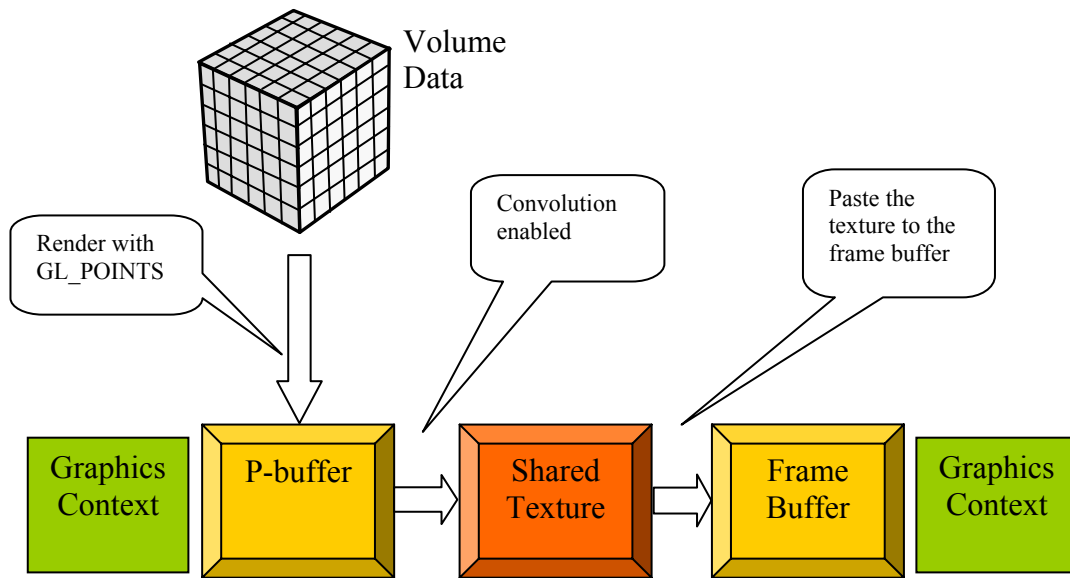 Volume
Data
Render with
GL_POINTS
Convolution
enabled
Paste the
texture to the
frame buffer
Graphics
Context
P-buffer
Shared
Texture
Frame
Buffer
Graphics
Context